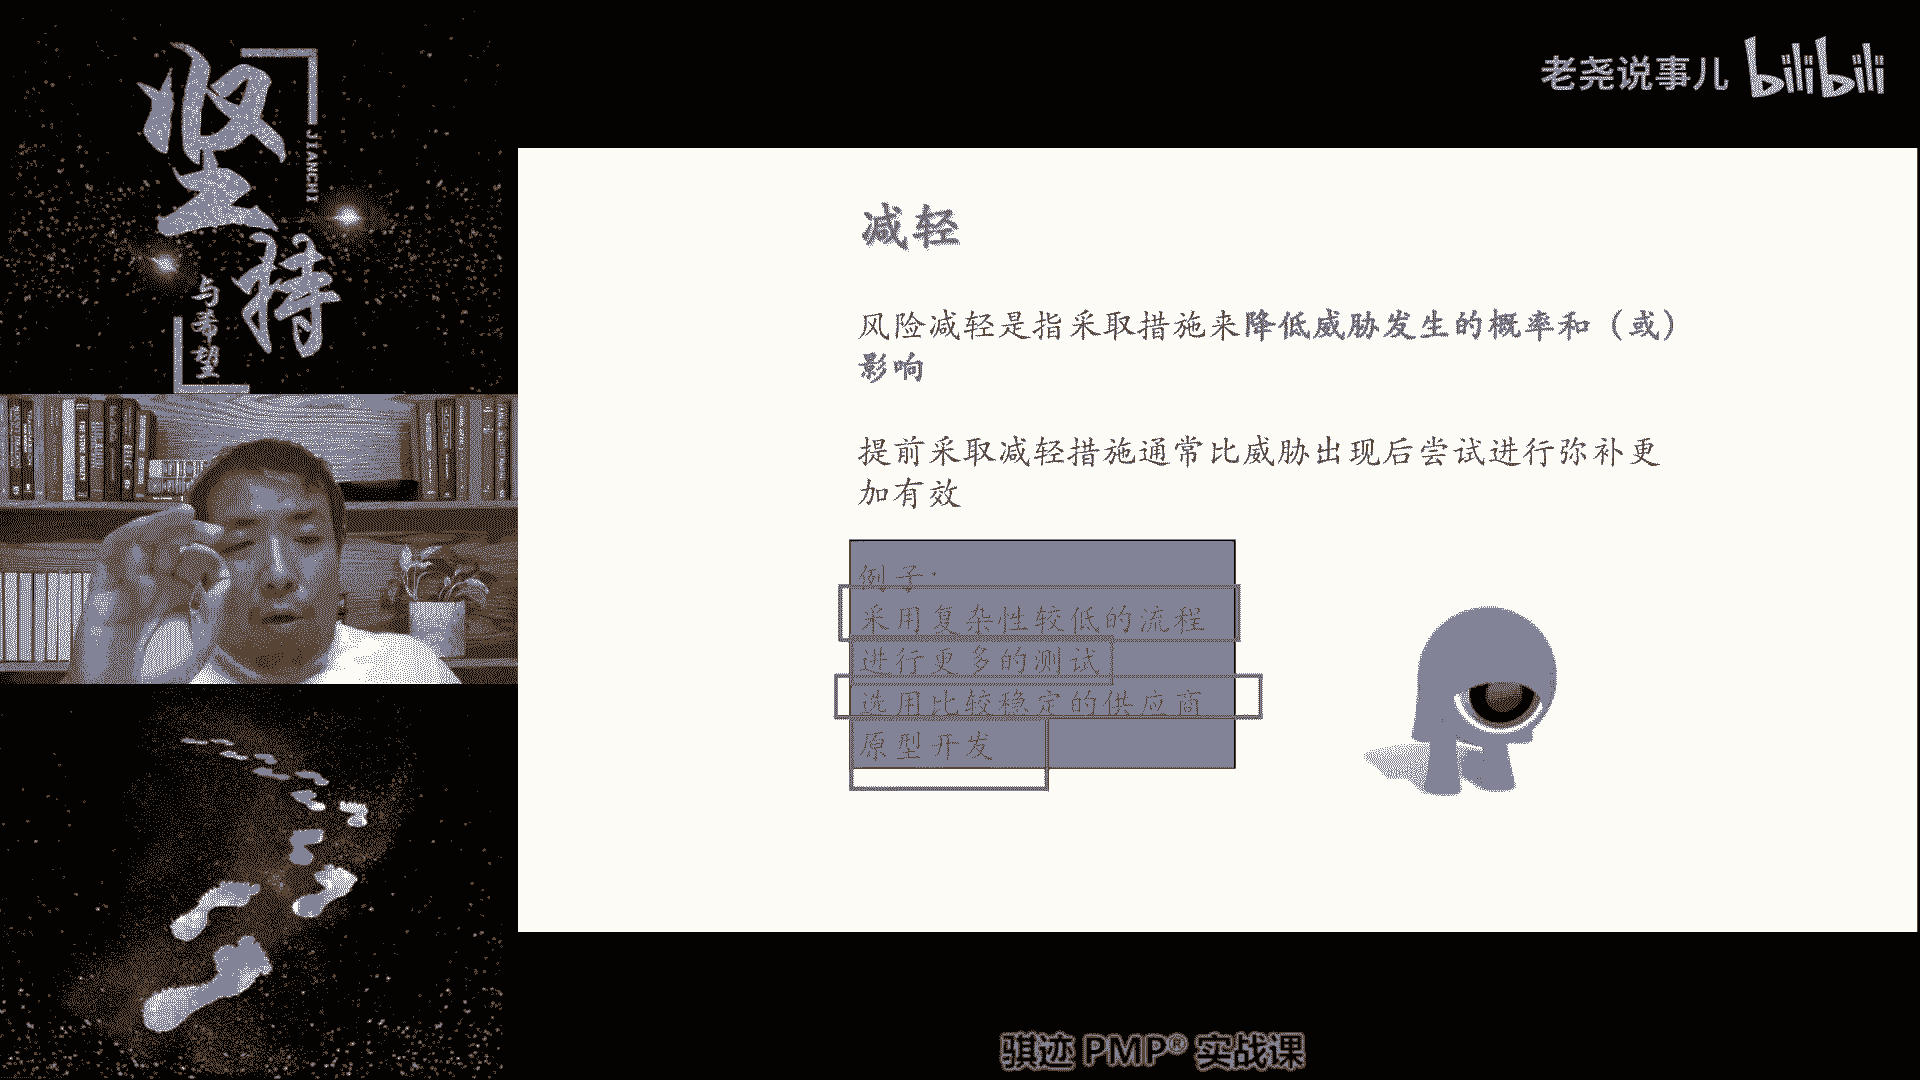 坚持
JIANCHI
与希望
老尧说事儿 bilibili
减轻
风险减轻是指采取措施来降低威胁发生的概率和（或）
影响
提前采取减轻措施通常比威胁出现后尝试进行弥补更
加有效
例子：
采用复杂性较低的流程
进行更多的测试
选用比较稳定的供应商
原型开发
骐迹 PMP® 实战课